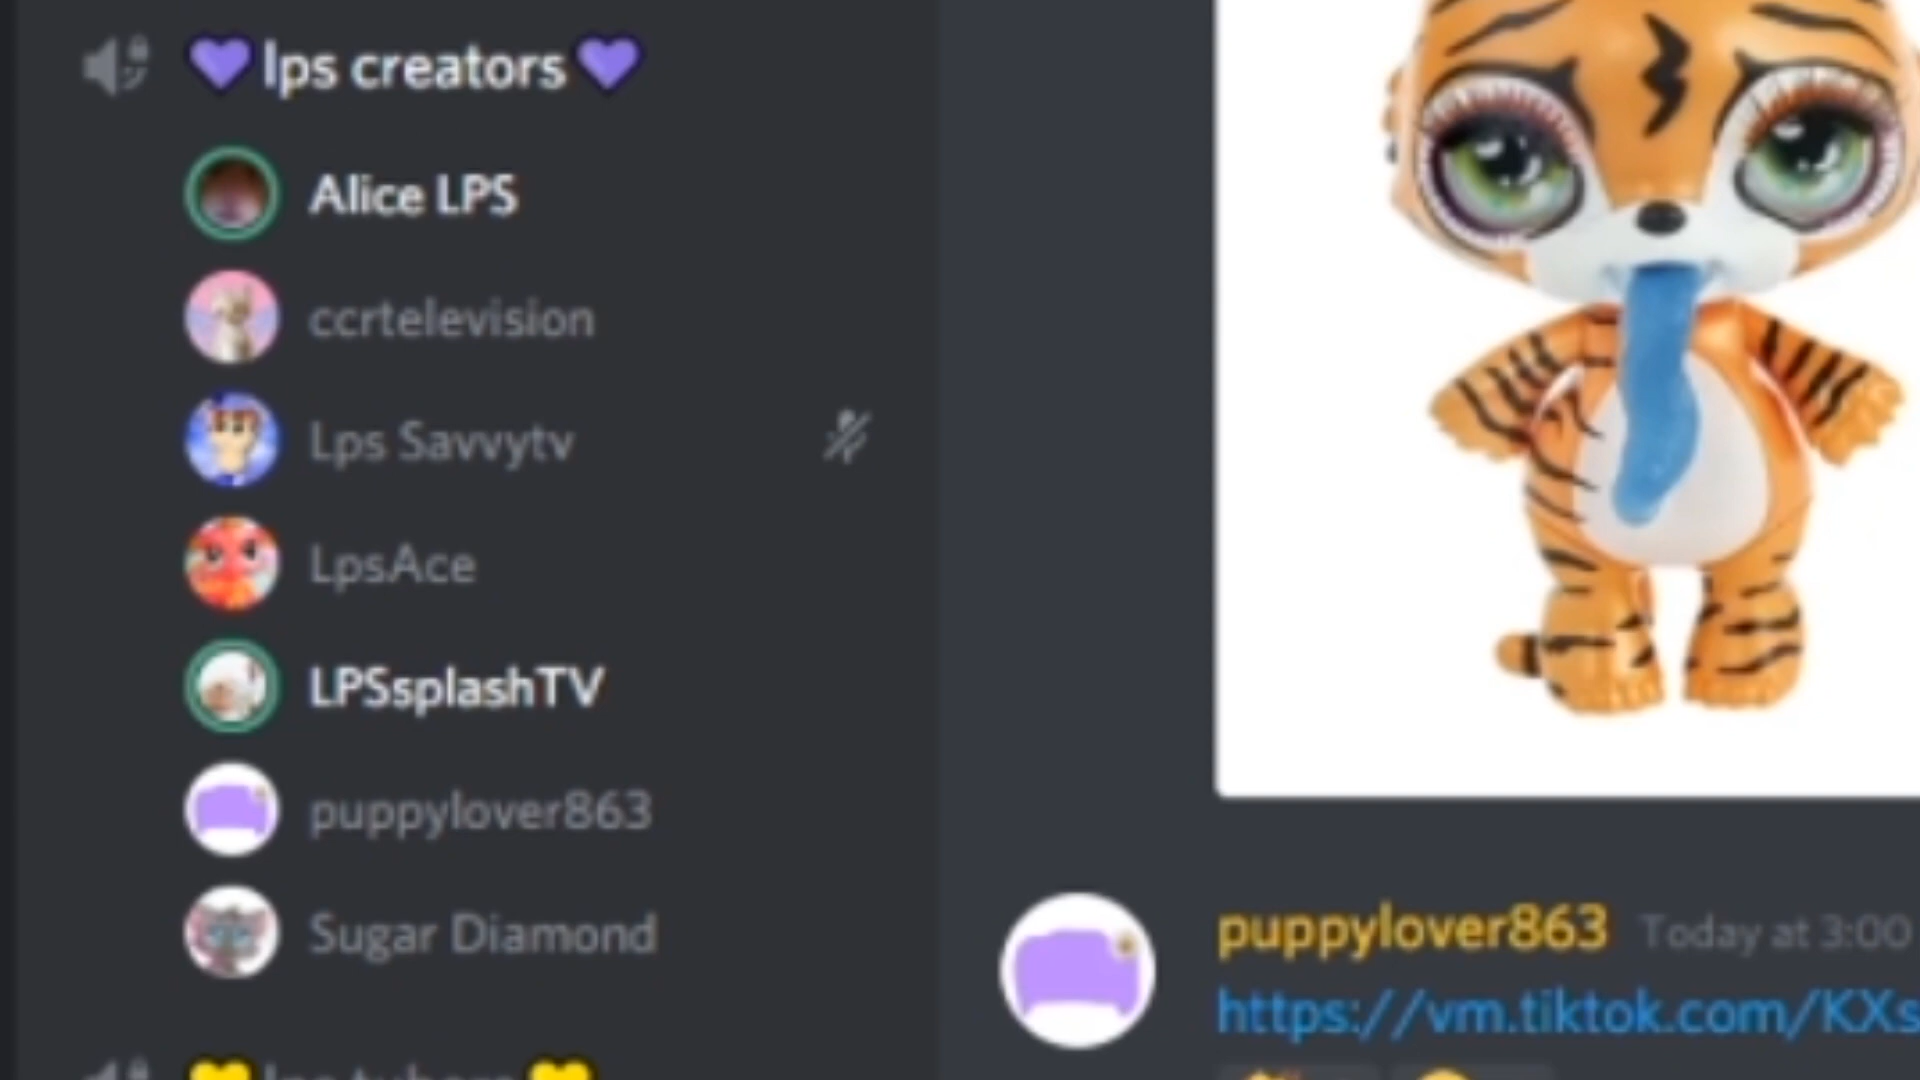 💜lps creators💜
Alice LPS
ccrtelevision
Lps Savvytv
LpsAce
LPSsplashTV
puppylover863
Sugar Diamond
puppylover863 Today at 3:00
https://vm.tiktok.com/KXs